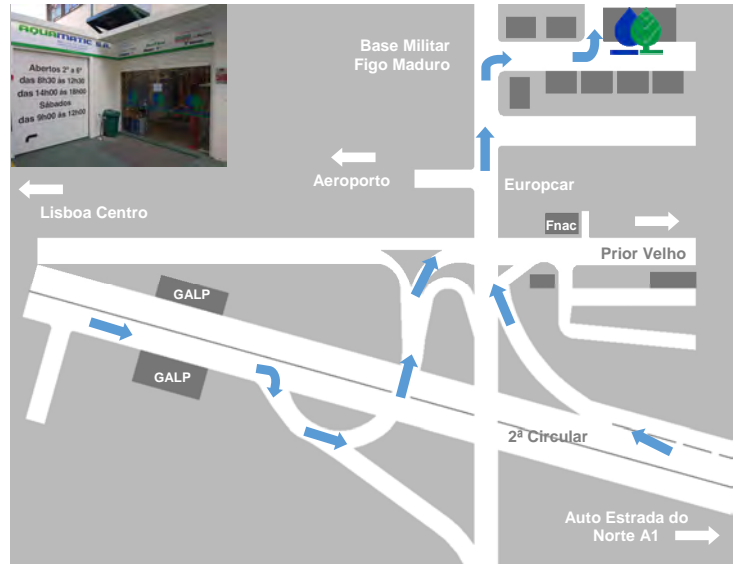 AQUAMATIC S.A.
Abertos 2ª a 6ª
das 8h30 às 12h30
das 14h00 às 18h00
Sábados
das 9h00 às 12h00
Base Militar
Figo Maduro
Aeroporto
Europcar
Lisboa Centro
Fnac
Prior Velho
GALP
GALP
2ª Circular
Auto Estrada do
Norte A1